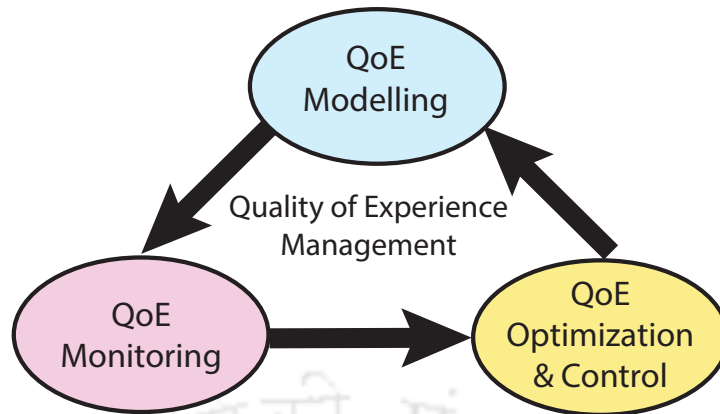 QoE
Modelling
Quality of Experience
Management
QoE
Monitoring
QoE
Optimization
& Control